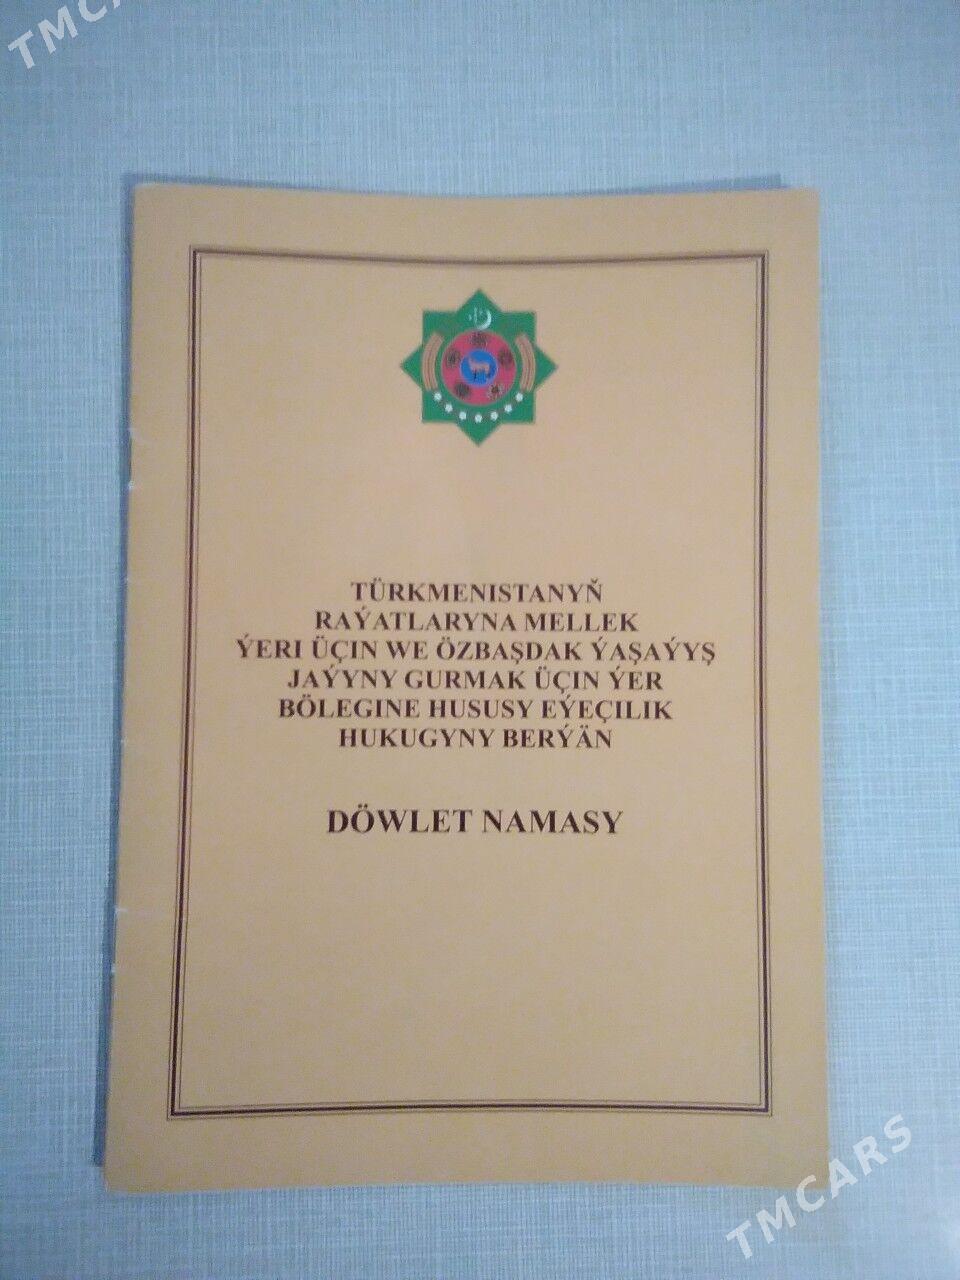 TMCARS
TÜRKMENISTANYŇ
RAÝATLARYNA MELLEK
ÝERI ÜÇIN WE ÖZBAŞDAK ÝAŞAÝYŞ
JAÝYNY GURMAK ÜÇIN ÝER
BÖLEGINE HUSUSY EÝEÇILIK
HUKUGYNY BERÝÄN
DÖWLET NAMASY